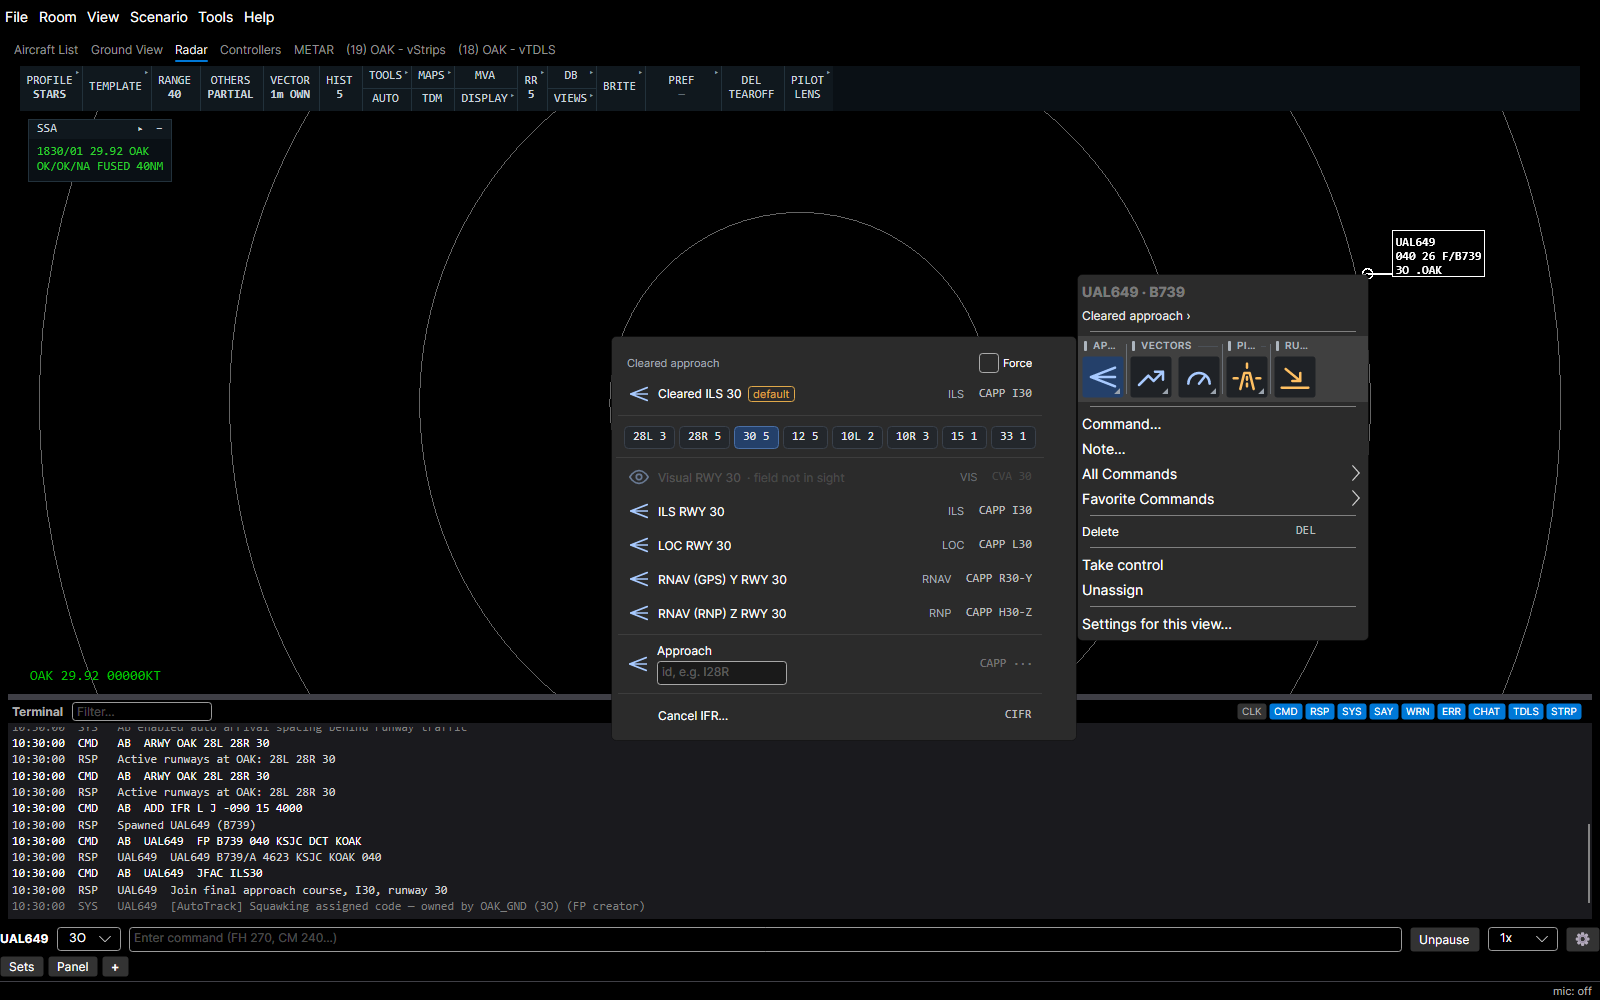 File Room View Scenario Tools Help
Aircraft List Ground View Radar Controllers METAR (19) OAK - vStrips (18) OAK - vTDLS
PROFILE STARS
TEMPLATE
RANGE 40
OTHERS PARTIAL
VECTOR 1m OWN
HIST 5
TOOLS
AUTO
MAPS
TDM
MVA
DISPLAY
RR 5
DB
VIEWS
BRITE
PREF
—
DEL TEAROFF
PILOT LENS
SSA
1830/01 29.92 OAK
OK/OK/NA FUSED 40NM
UAL649
040 26 F/B739
3O .OAK
UAL649 · B739
Cleared approach ›
AP... VECTORS PI... RU...
Command...
Note...
All Commands
Favorite Commands
Delete DEL
Take control
Unassign
Settings for this view...
Cleared approach Force
Cleared ILS 30 default ILS CAPP I30
28L 3 28R 5 30 5 12 5 10L 2 10R 3 15 1 33 1
Visual RWY 30 · field not in sight VIS CVA 30
ILS RWY 30 ILS CAPP I30
LOC RWY 30 LOC CAPP L30
RNAV (GPS) Y RWY 30 RNAV CAPP R30-Y
RNAV (RNP) Z RWY 30 RNP CAPP H30-Z
Approach
id, e.g. I28R CAPP ···
Cancel IFR... CIFR
OAK 29.92 00000KT
Terminal Filter... CLK CMD RSP SYS SAY WRN ERR CHAT TDLS STRP
10:30:00 SYS AB enabled auto arrival spacing behind runway traffic
10:30:00 CMD AB ARWY OAK 28L 28R 30
10:30:00 RSP Active runways at OAK: 28L 28R 30
10:30:00 CMD AB ARWY OAK 28L 28R 30
10:30:00 RSP Active runways at OAK: 28L 28R 30
10:30:00 CMD AB ADD IFR L J -090 15 4000
10:30:00 RSP Spawned UAL649 (B739)
10:30:00 CMD AB UAL649 FP B739 040 KSJC DCT KOAK
10:30:00 RSP UAL649 UAL649 B739/A 4623 KSJC KOAK 040
10:30:00 CMD AB UAL649 JFAC ILS30
10:30:00 RSP UAL649 Join final approach course, I30, runway 30
10:30:00 SYS UAL649 [AutoTrack] Squawking assigned code — owned by OAK_GND (3O) (FP creator)
UAL649 3O Enter command (FH 270, CM 240...) Unpause 1x
Sets Panel +
mic: off